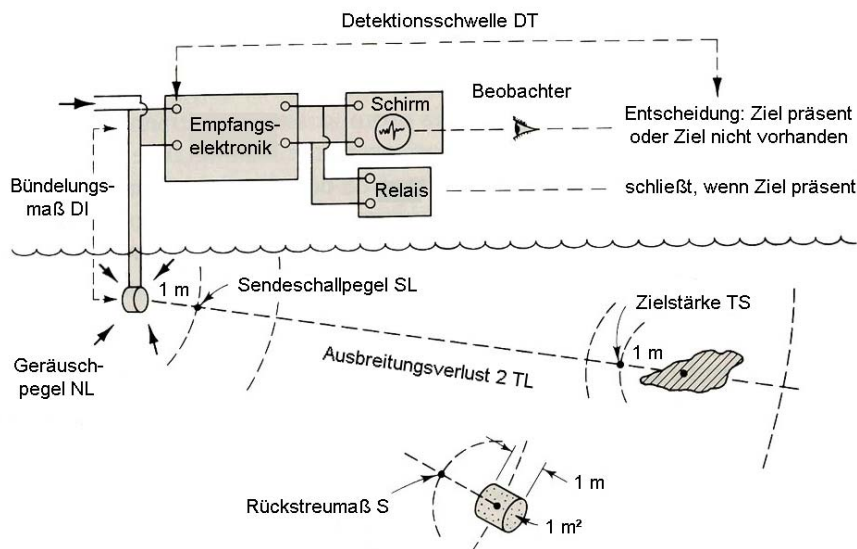 Detektionsschwelle DT
Schirm
Beobachter
Empfangs-
elektronik
Entscheidung: Ziel präsent
oder Ziel nicht vorhanden
Bündelungs-
maß DI
Relais
schließt, wenn Ziel präsent
1 m
Sendeschallpegel SL
Zielstärke TS
1 m
Geräusch-
pegel NL
Ausbreitungsverlust 2 TL
Rückstreumaß S
1 m
1 m²